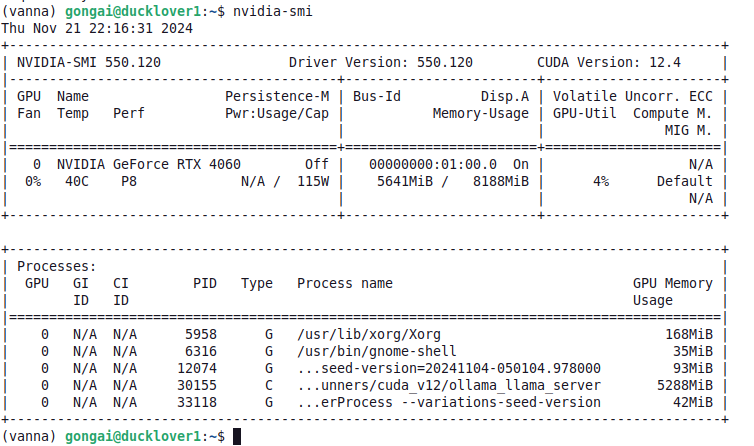 (vanna) gongai@ducklover1:~$ nvidia-smi
Thu Nov 21 22:16:31 2024
+-----------------------------------------------------------------------------------------+
| NVIDIA-SMI 550.120                Driver Version: 550.120        CUDA Version: 12.4     |
|-----------------------------------------+------------------------+----------------------+
| GPU  Name                 Persistence-M | Bus-Id          Disp.A | Volatile Uncorr. ECC |
| Fan  Temp   Perf          Pwr:Usage/Cap |           Memory-Usage | GPU-Util  Compute M. |
|                                         |                        |               MIG M. |
|=========================================+========================+======================|
|   0  NVIDIA GeForce RTX 4060        Off |   00000000:01:00.0  On |                  N/A |
|  0%   40C    P8             N/A /  115W |    5641MiB /   8188MiB |      4%      Default |
|                                         |                        |                  N/A |
+-----------------------------------------+------------------------+----------------------+

+-----------------------------------------------------------------------------------------+
| Processes:                                                                              |
|  GPU   GI   CI        PID   Type   Process name                              GPU Memory |
|        ID   ID                                                               Usage      |
|=========================================================================================|
|    0   N/A  N/A      5958      G   /usr/lib/xorg/Xorg                            168MiB |
|    0   N/A  N/A      6316      G   /usr/bin/gnome-shell                           35MiB |
|    0   N/A  N/A     12074      G   ...seed-version=20241104-050104.978000         93MiB |
|    0   N/A  N/A     30155      C   ...unners/cuda_v12/ollama_llama_server       5288MiB |
|    0   N/A  N/A     33118      G   ...erProcess --variations-seed-version         42MiB |
+-----------------------------------------------------------------------------------------+
(vanna) gongai@ducklover1:~$